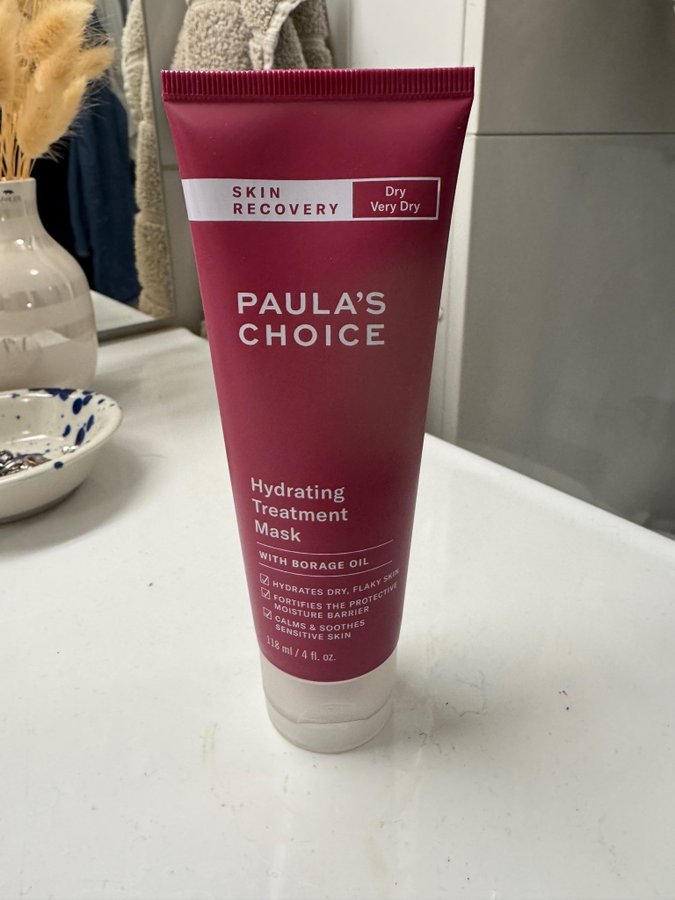 SKIN
RECOVERY
Dry
Very Dry
PAULA'S
CHOICE
Hydrating
Treatment
Mask
WITH BORAGE OIL
HYDRATES DRY, FLAKY SKIN
FORTIFIES THE PROTECTIVE
MOISTURE BARRIER
CALMS & SOOTHES
SENSITIVE SKIN
118 ml / 4 fl. oz.